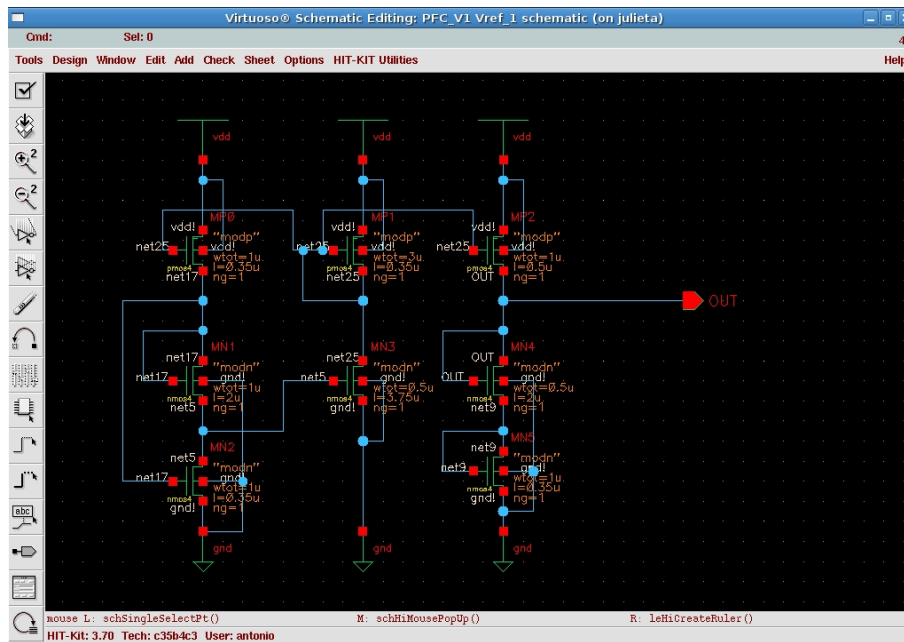 Virtuoso® Schematic Editing: PFC_V1 Vref_1 schematic (on julieta)
Cmd: Sel: 0 4
Tools Design Window Edit Add Check Sheet Options HIT-KIT Utilities Help
vdd vdd vdd
MP0 MP1 MP2
vdd! vdd! vdd!
"modp" "modp" "modp"
net25 vdd! net25 vdd! net25 vdd!
wtot=1u wtot=3u wtot=1u
pmos4 l=0.35u pmos4 l=0.35u pmos4 l=0.5u
net17 ng=1 net25 ng=1 OUT ng=1
OUT
MN1 MN3 MN4
net17 net25 OUT
"modn" "modn" "modn"
net17 gnd! net5 gnd! OUT gnd!
wtot=1u wtot=0.5u wtot=0.5u
nmos4 l=2u nmos4 l=3.75u nmos4 l=2u
net5 ng=1 gnd! ng=1 net9 ng=1
MN2 MN5
net5 net9
"modn" "modn"
net17 gnd! net9 gnd!
wtot=1u wtot=1u
nmos4 l=0.35u nmos4 l=0.35u
gnd! ng=1 gnd! ng=1
gnd gnd gnd
abc
mouse L: schSingleSelectPt() M: schHiMousePopUp() R: leHiCreateRuler()
HIT-Kit: 3.70 Tech: c35b4c3 User: antonio